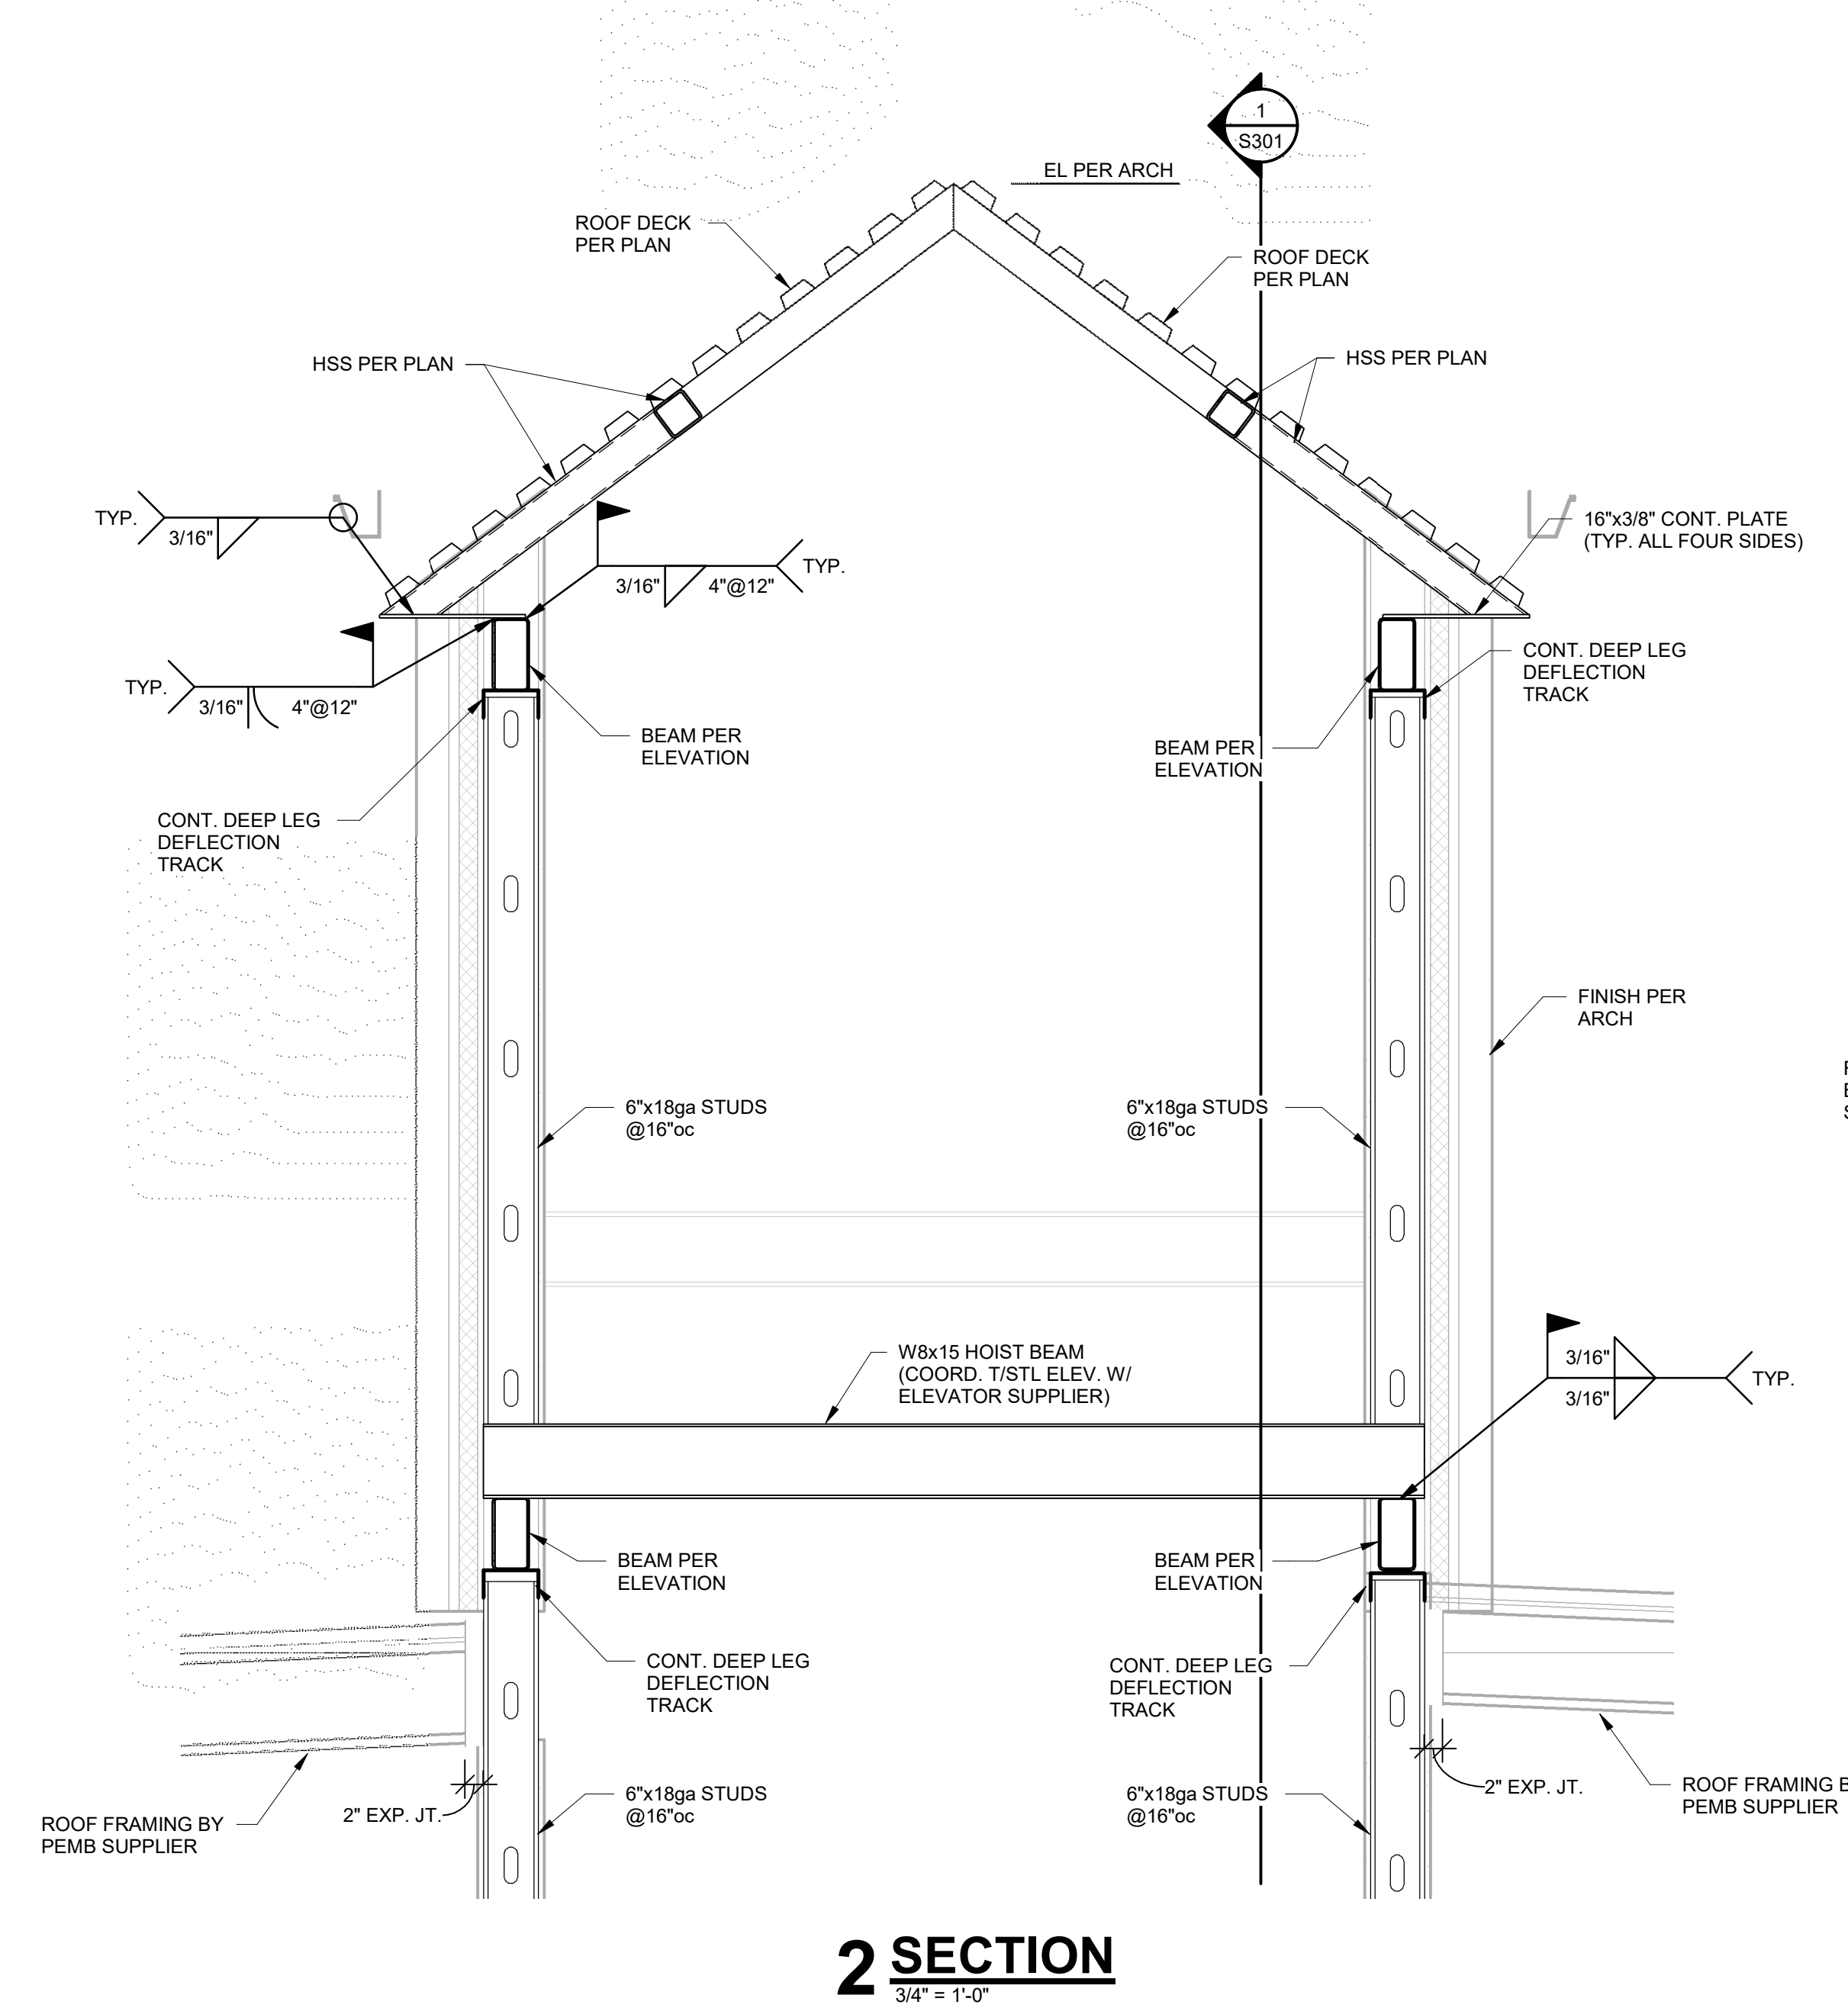 1
S301
EL PER ARCH
ROOF DECK
PER PLAN
ROOF DECK
PER PLAN
HSS PER PLAN
HSS PER PLAN
TYP.
3/16"
3/16"
4"@12"
TYP.
16"x3/8" CONT. PLATE
(TYP. ALL FOUR SIDES)
TYP.
3/16"
4"@12"
CONT. DEEP LEG
DEFLECTION
TRACK
BEAM PER
ELEVATION
BEAM PER
ELEVATION
CONT. DEEP LEG
DEFLECTION
TRACK
FINISH PER
ARCH
6"x18ga STUDS
@16"oc
6"x18ga STUDS
@16"oc
W8x15 HOIST BEAM
(COORD. T/STL ELEV. W/
ELEVATOR SUPPLIER)
3/16"
3/16"
TYP.
BEAM PER
ELEVATION
BEAM PER
ELEVATION
CONT. DEEP LEG
DEFLECTION
TRACK
CONT. DEEP LEG
DEFLECTION
TRACK
6"x18ga STUDS
@16"oc
6"x18ga STUDS
@16"oc
2" EXP. JT.
2" EXP. JT.
ROOF FRAMING BY
PEMB SUPPLIER
ROOF FRAMING
PEMB SUPPLIER
2 SECTION
3/4" = 1'-0"